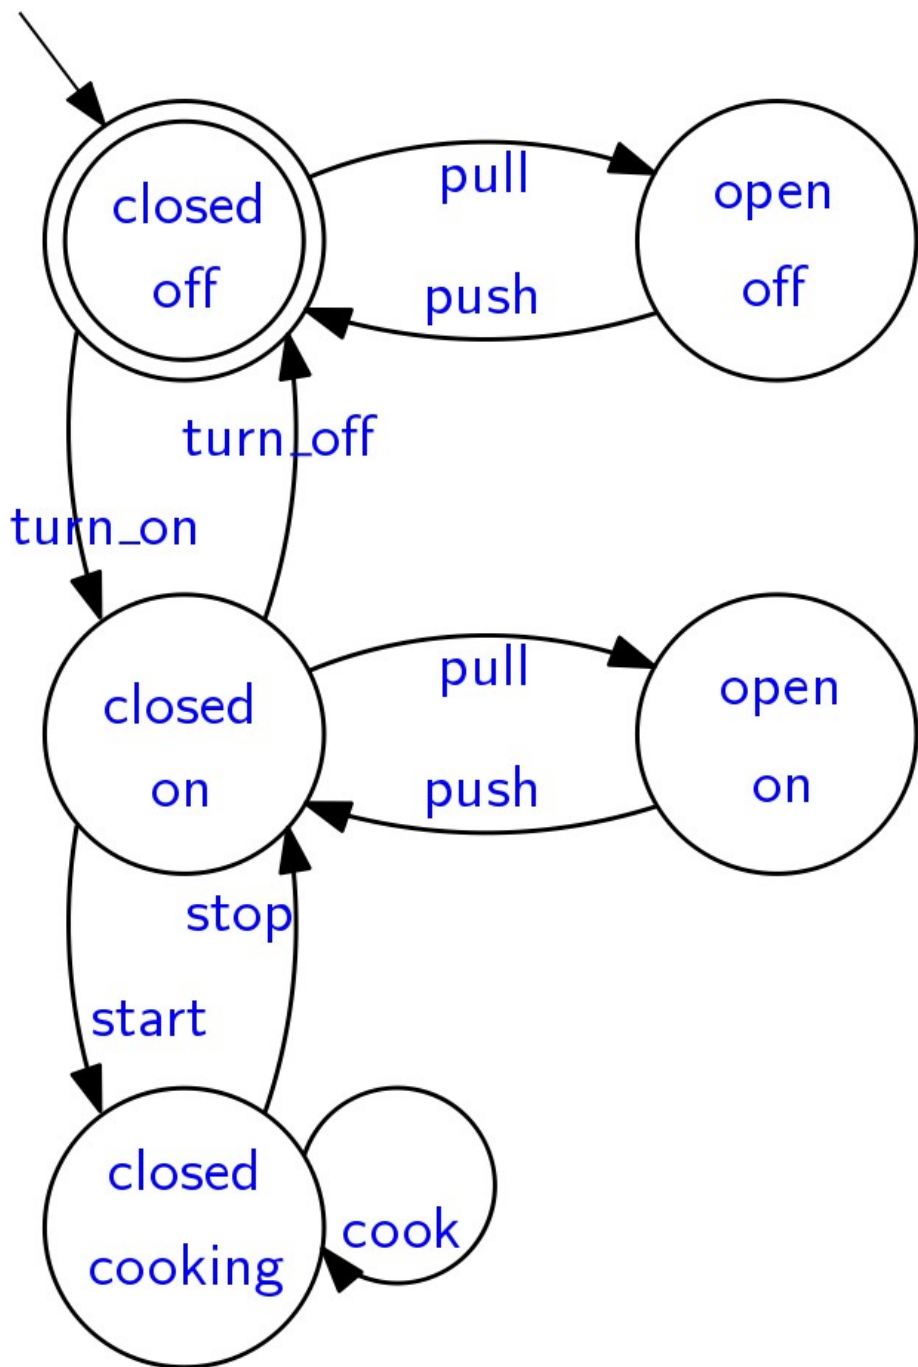 closed
off
pull
open
off
push
turn_off
turn_on
closed
on
pull
open
on
push
stop
start
closed
cooking
cook